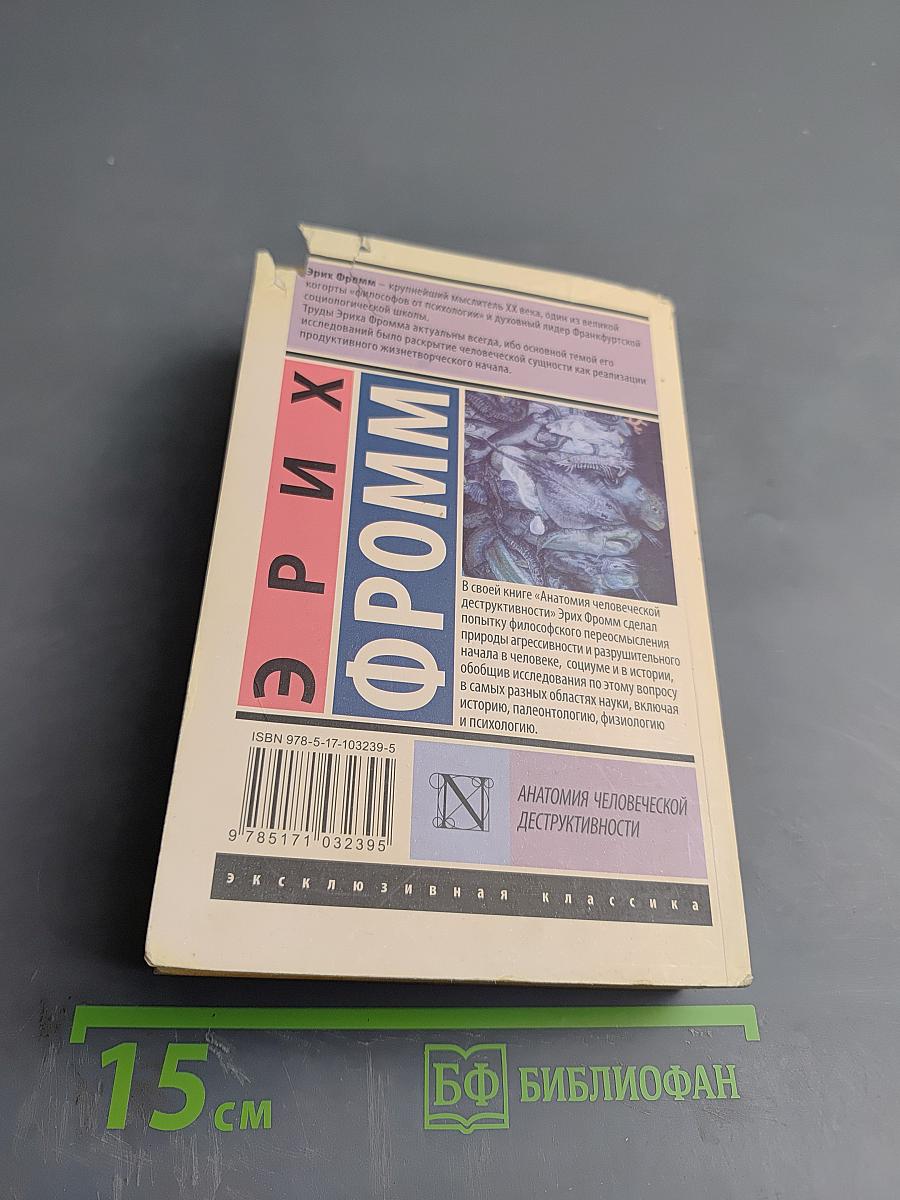 Эрих Фромм – крупнейший мыслитель XX века, один из великой
когорты «философов от психологии» и духовный лидер Франкфуртской
социологической школы.
Труды Эриха Фромма актуальны всегда, ибо основной темой его
исследований было раскрытие человеческой сущности как реализации
продуктивного жизнетворческого начала.
ЭРИХ
ФРОММ
В своей книге «Анатомия человеческой
деструктивности» Эрих Фромм сделал
попытку философского переосмысления
природы агрессивности и разрушительного
начала в человеке, социуме и в истории,
обобщив исследования по этому вопросу
в самых разных областях науки, включая
историю, палеонтологию, физиологию
и психологию.
ISBN 978-5-17-103239-5
9 785171 032395
N
АНАТОМИЯ ЧЕЛОВЕЧЕСКОЙ
ДЕСТРУКТИВНОСТИ
эксклюзивная классика
15 см
БФ БИБЛИОФАН